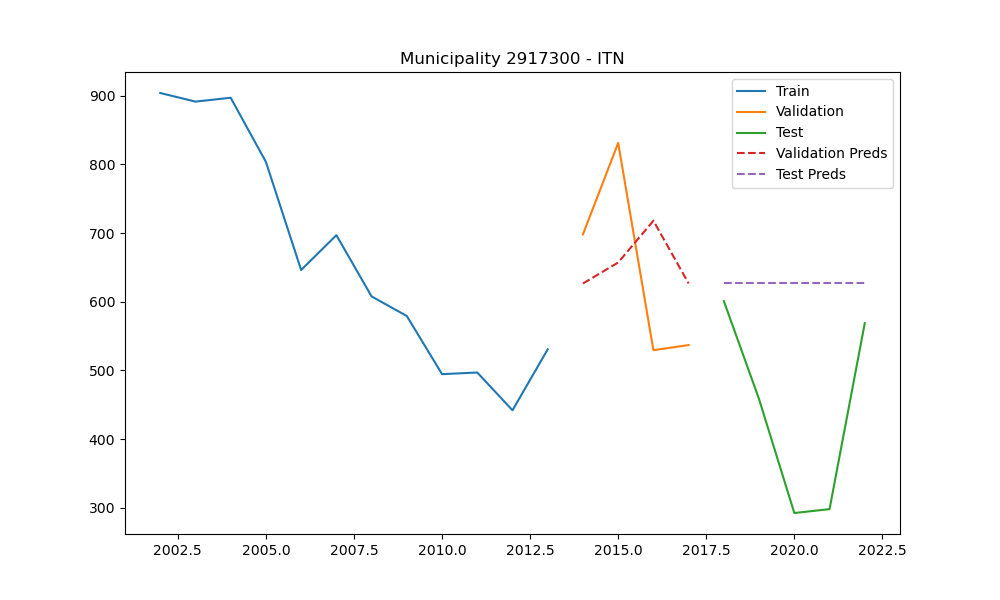 Municipality 2917300 - ITN
Train
Validation
Test
Validation Preds
Test Preds
900
800
700
600
500
400
300
2002.5 2005.0 2007.5 2010.0 2012.5 2015.0 2017.5 2020.0 2022.5